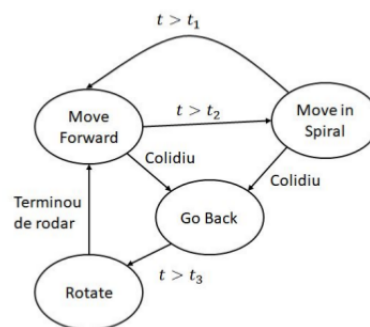 t > t₁
Move
Forward
t > t₂
Move in
Spiral
Colidiu
Colidiu
Terminou
de rodar
Go Back
t > t₃
Rotate